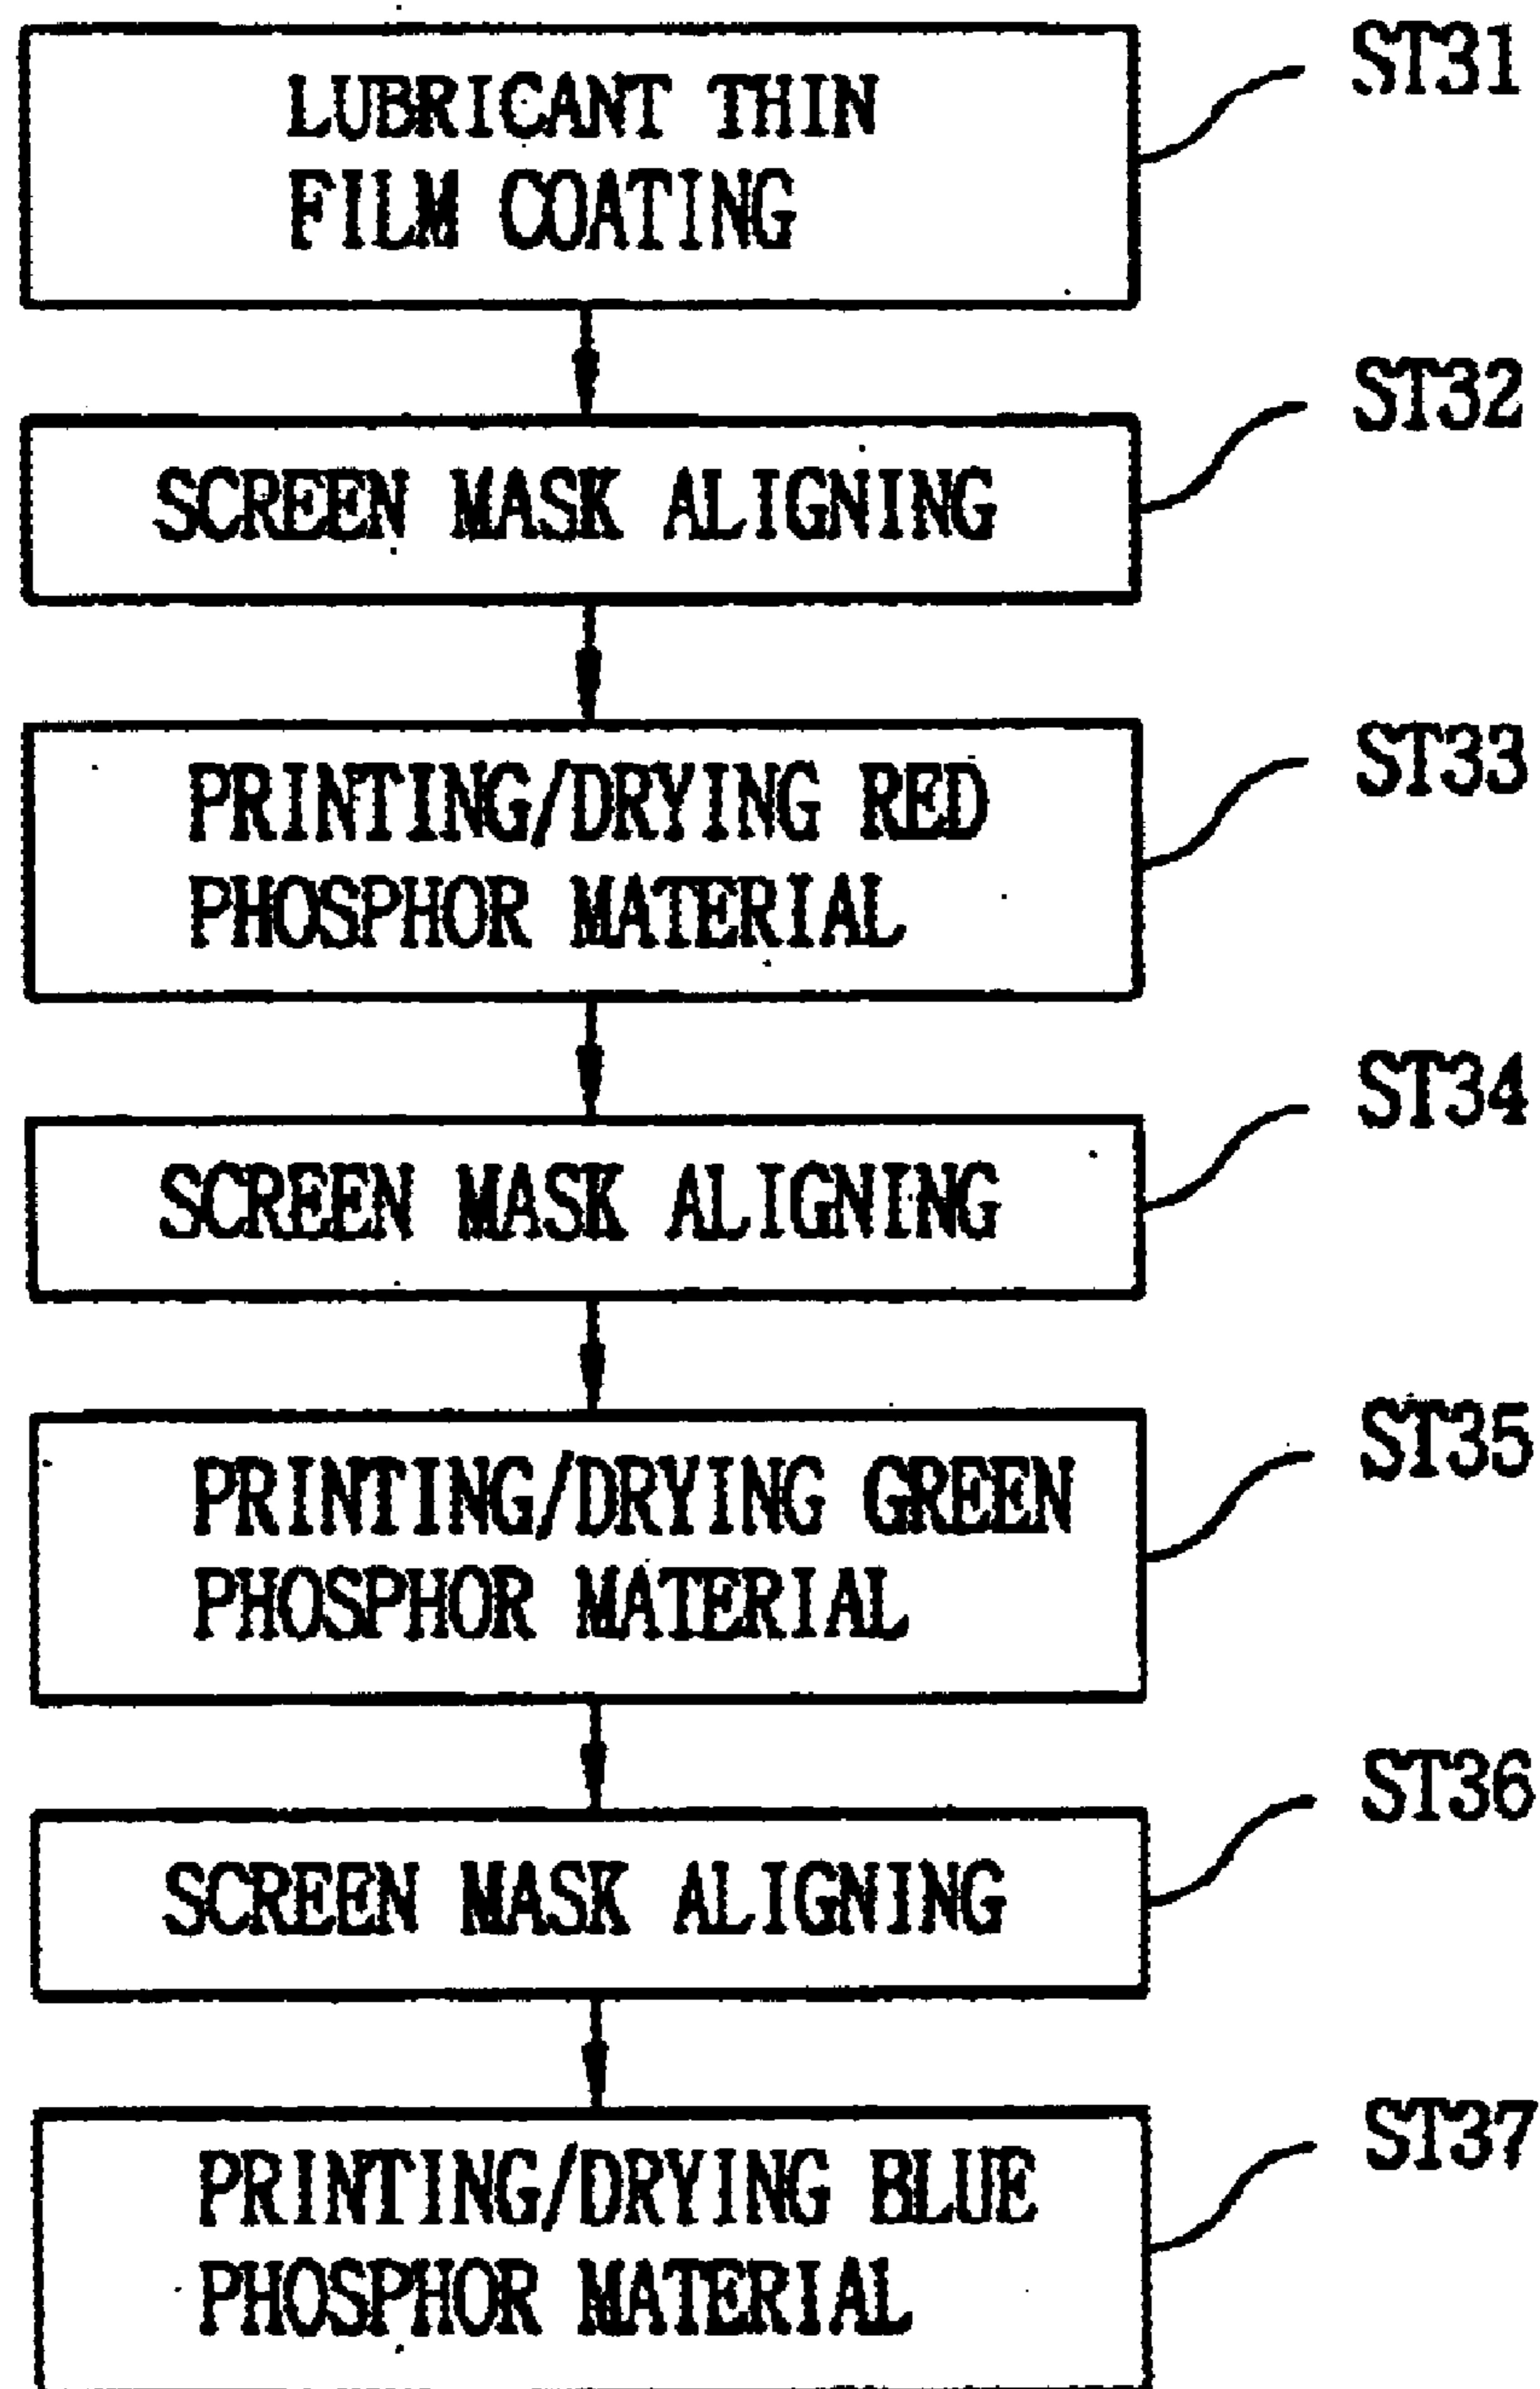 LUBRICANT THIN
FILM COATING
ST31
SCREEN MASK ALIGNING
ST32
PRINTING/DRYING RED
PHOSPHOR MATERIAL
ST33
SCREEN MASK ALIGNING
ST34
PRINTING/DRYING GREEN
PHOSPHOR MATERIAL
ST35
SCREEN MASK ALIGNING
ST36
PRINTING/DRYING BLUE
PHOSPHOR MATERIAL
ST37